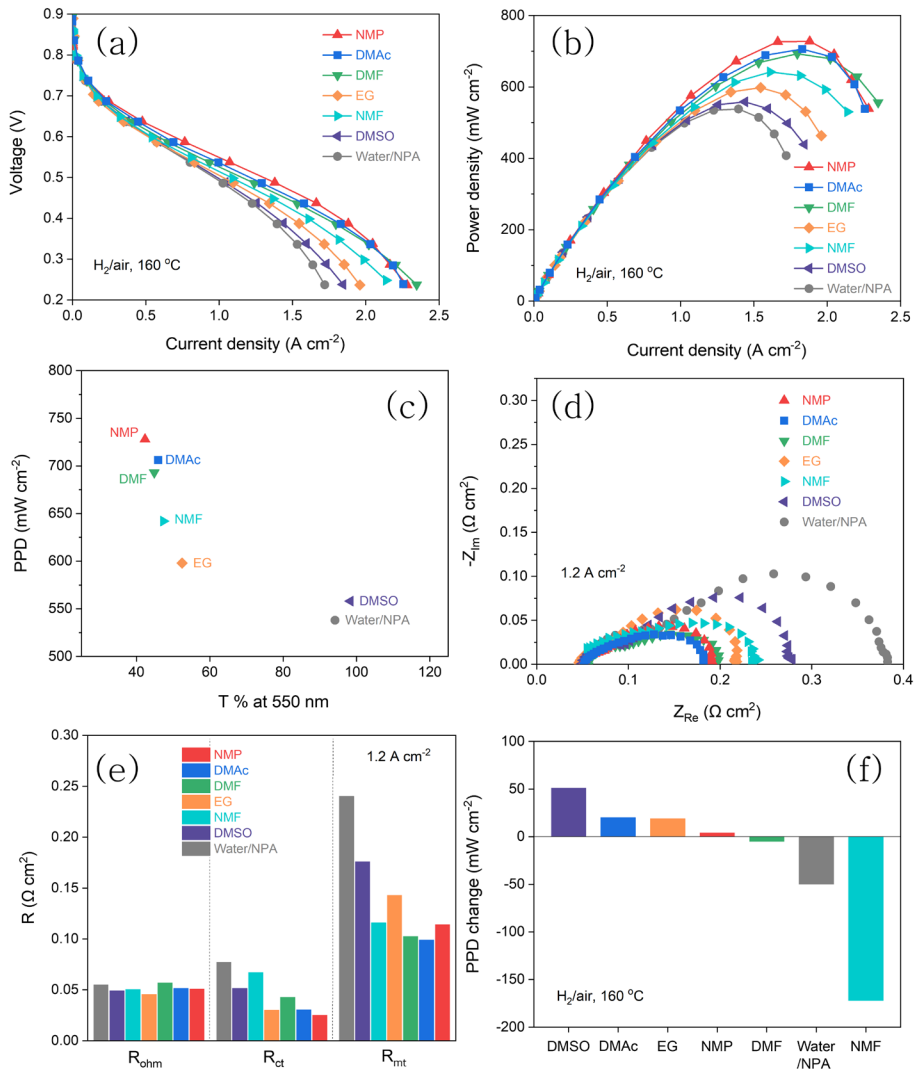 (a)
NMP
DMAc
DMF
EG
NMF
DMSO
Water/NPA
H2/air, 160 °C
Voltage (V)
0.9
0.8
0.7
0.6
0.5
0.4
0.3
0.2
0.0 0.5 1.0 1.5 2.0 2.5
Current density (A cm-2)
(b)
NMP
DMAc
DMF
EG
NMF
DMSO
Water/NPA
H2/air, 160 °C
Power density (mW cm-2)
800
600
400
200
0
0.0 0.5 1.0 1.5 2.0 2.5
Current density (A cm-2)
(c)
NMP
DMAc
DMF
NMF
EG
DMSO
Water/NPA
PPD (mW cm-2)
800
750
700
650
600
550
500
40 60 80 100 120
T % at 550 nm
(d)
NMP
DMAc
DMF
EG
NMF
DMSO
Water/NPA
1.2 A cm-2
-ZIm (Ω cm2)
0.30
0.25
0.20
0.15
0.10
0.05
0.00
0.0 0.1 0.2 0.3 0.4
ZRe (Ω cm2)
(e)
NMP
DMAc
DMF
EG
NMF
DMSO
Water/NPA
1.2 A cm-2
R (Ω cm2)
0.30
0.25
0.20
0.15
0.10
0.05
0.00
Rohm Rct Rmt
(f)
H2/air, 160 °C
PPD change (mW cm-2)
100
50
0
-50
-100
-150
-200
DMSO DMAc EG NMP DMF Water NMF
/NPA